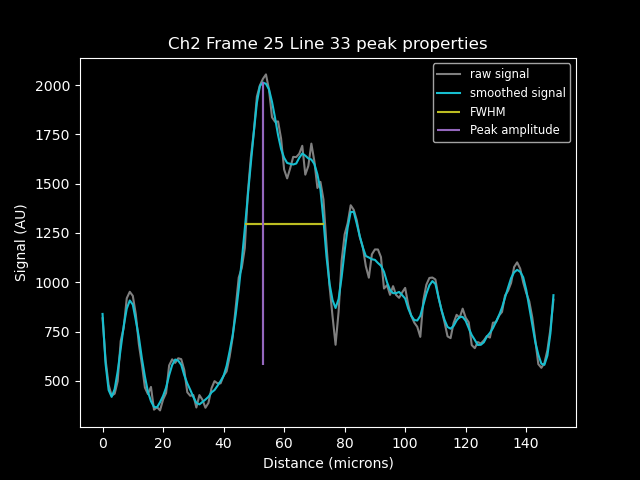 Ch2 Frame 25 Line 33 peak properties
raw signal
smoothed signal
FWHM
Peak amplitude
2000
1750
1500
1250
1000
750
500
Signal (AU)
0 20 40 60 80 100 120 140
Distance (microns)